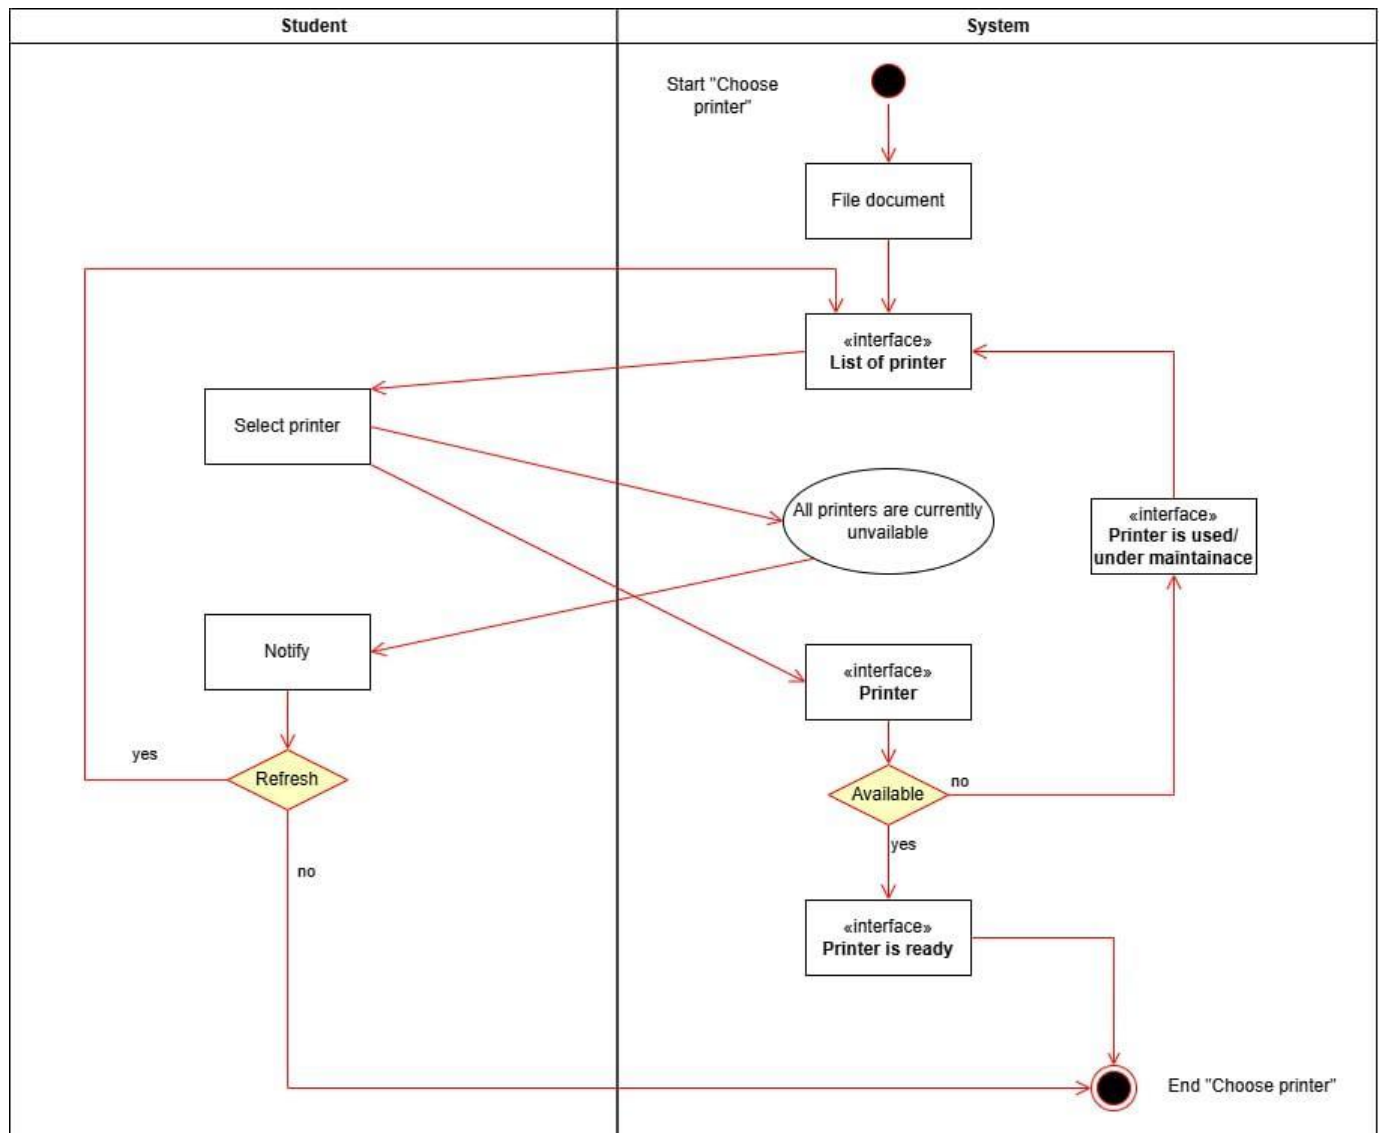 Student
System
Start "Choose
printer"
File document
«interface»
List of printer
Select printer
All printers are currently
unvailable
«interface»
Printer is used/
under maintainace
Notify
«interface»
Printer
yes
Refresh
Available
no
yes
no
«interface»
Printer is ready
End "Choose printer"